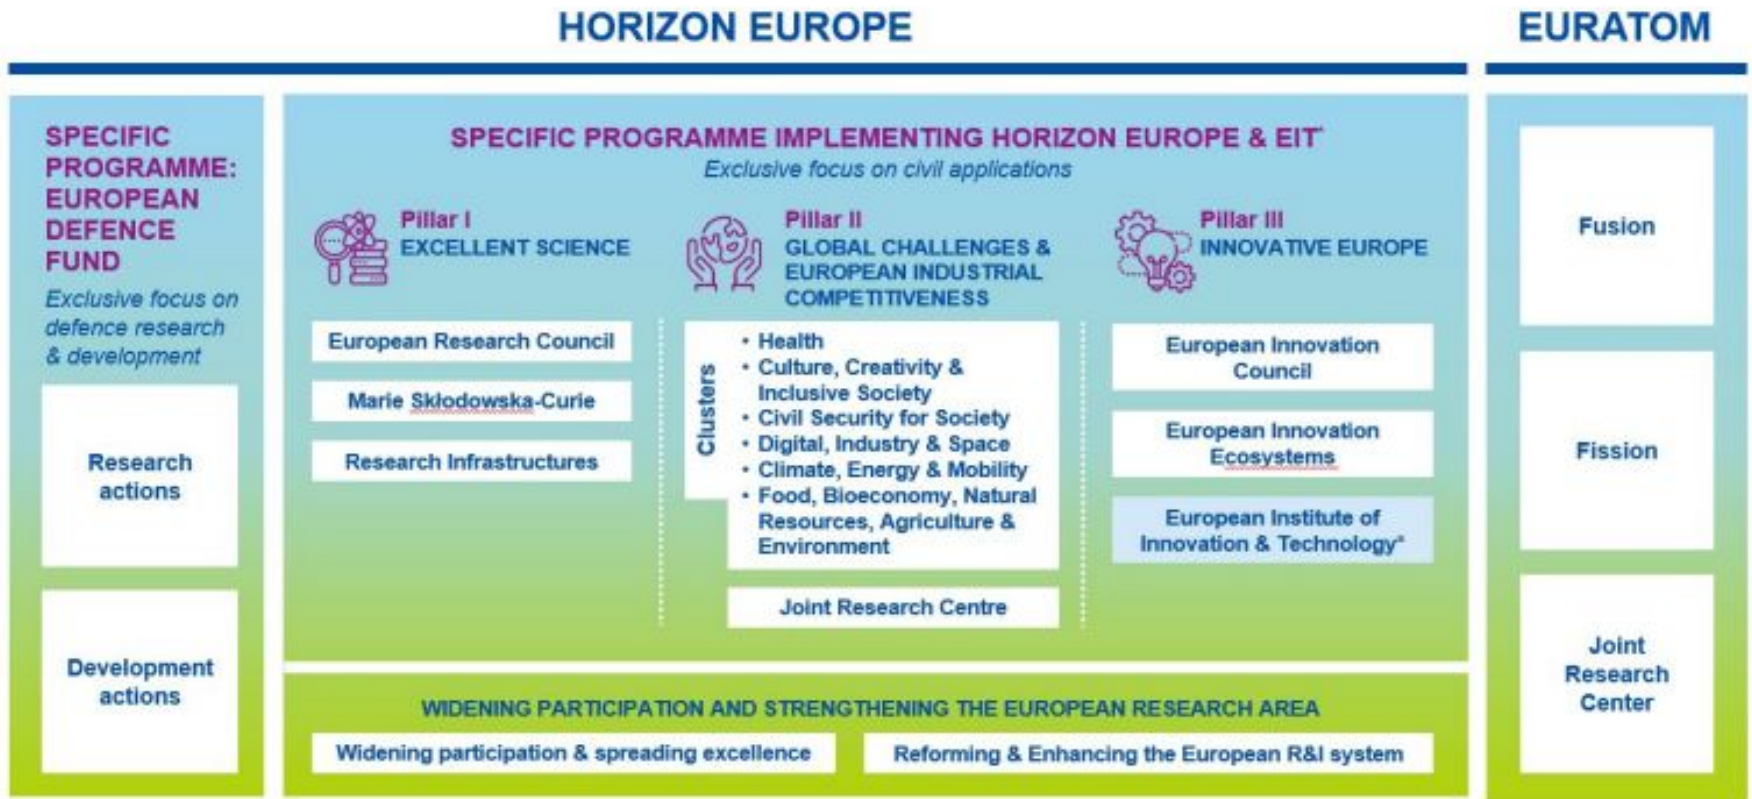 HORIZON EUROPE
EURATOM
SPECIFIC
PROGRAMME:
EUROPEAN
DEFENCE
FUND
Exclusive focus on
defence research
& development
Research
actions
Development
actions
SPECIFIC PROGRAMME IMPLEMENTING HORIZON EUROPE & EIT*
Exclusive focus on civil applications
Pillar I
EXCELLENT SCIENCE
European Research Council
Marie Skłodowska-Curie
Research Infrastructures
Pillar II
GLOBAL CHALLENGES &
EUROPEAN INDUSTRIAL
COMPETITIVENESS
Clusters
• Health
• Culture, Creativity &
Inclusive Society
• Civil Security for Society
• Digital, Industry & Space
• Climate, Energy & Mobility
• Food, Bioeconomy, Natural
Resources, Agriculture &
Environment
Joint Research Centre
Pillar III
INNOVATIVE EUROPE
European Innovation
Council
European Innovation
Ecosystems
European Institute of
Innovation & Technology*
WIDENING PARTICIPATION AND STRENGTHENING THE EUROPEAN RESEARCH AREA
Widening participation & spreading excellence
Reforming & Enhancing the European R&I system
Fusion
Fission
Joint
Research
Center